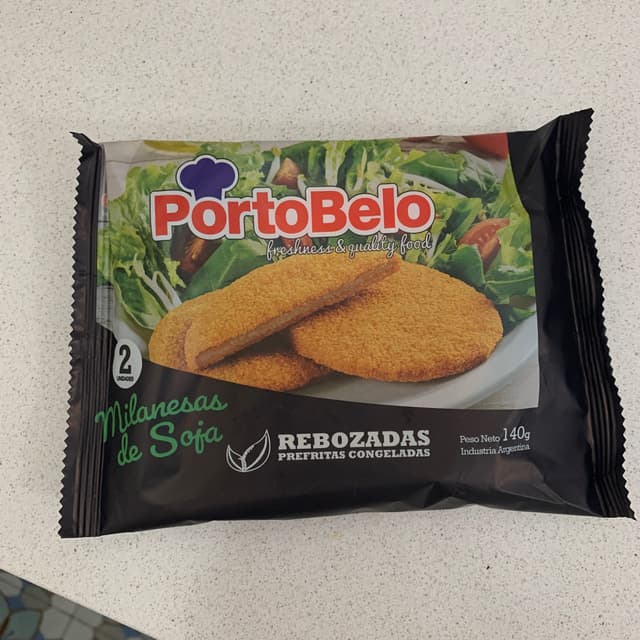 PortoBelo
freshness & quality food
2
UNIDADES
Milanesas
de Soja
REBOZADAS
PREFRITAS CONGELADAS
Peso Neto 140g
Industria Argentina